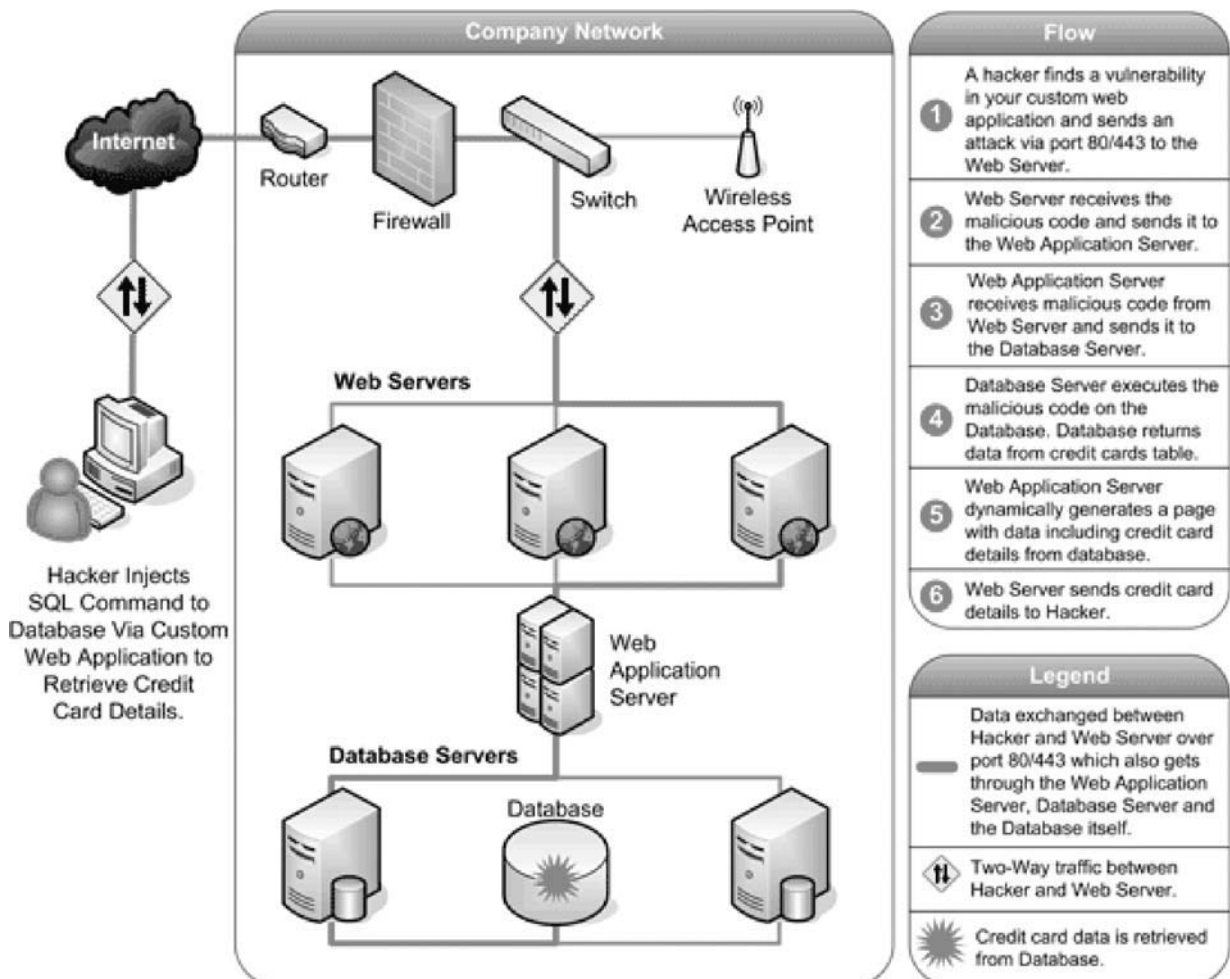 Company Network
Internet
Router
Firewall
Switch
Wireless
Access Point
Web Servers
Hacker Injects
SQL Command to
Database Via Custom
Web Application to
Retrieve Credit
Card Details.
Web
Application
Server
Database Servers
Database
Flow
1
A hacker finds a vulnerability
in your custom web
application and sends an
attack via port 80/443 to the
Web Server.
2
Web Server receives the
malicious code and sends it to
the Web Application Server.
3
Web Application Server
receives malicious code from
Web Server and sends it to
the Database Server.
4
Database Server executes the
malicious code on the
Database. Database returns
data from credit cards table.
5
Web Application Server
dynamically generates a page
with data including credit card
details from database.
6
Web Server sends credit card
details to Hacker.
Legend
Data exchanged between
Hacker and Web Server over
port 80/443 which also gets
through the Web Application
Server, Database Server and
the Database itself.
Two-Way traffic between
Hacker and Web Server.
Credit card data is retrieved
from Database.